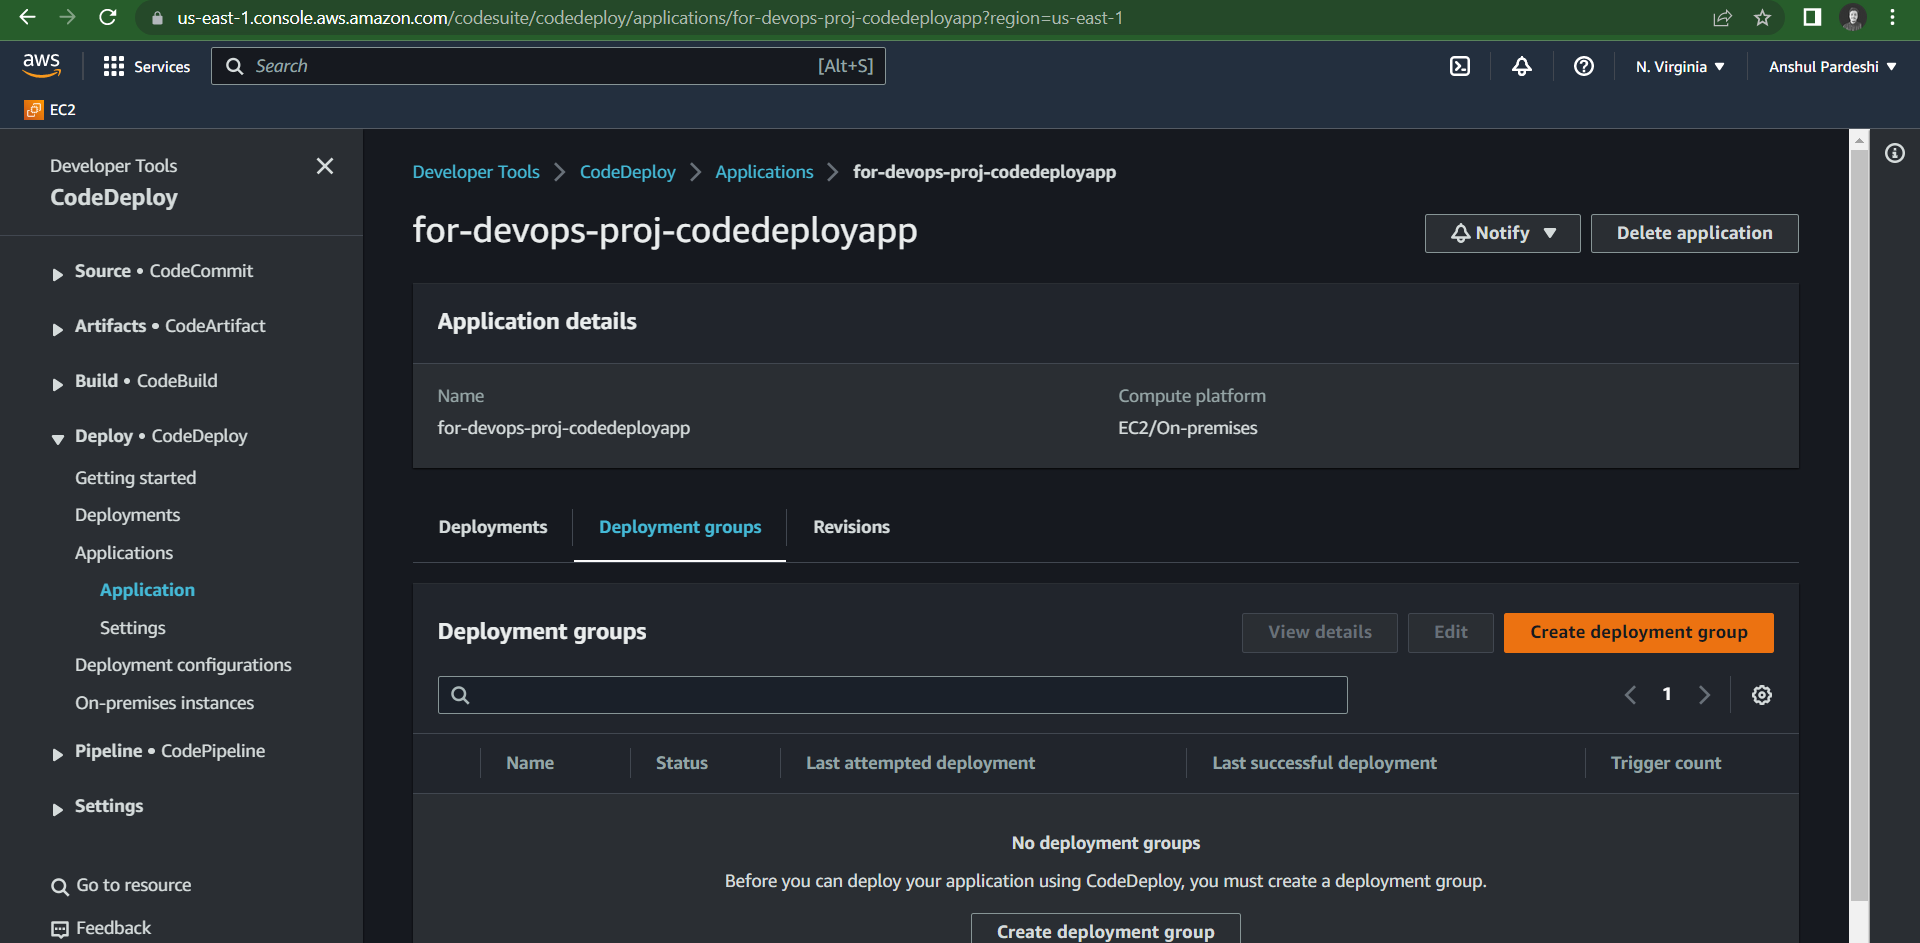 us-east-1.console.aws.amazon.com/codesuite/codedeploy/applications/for-devops-proj-codedeployapp?region=us-east-1
aws Services Search [Alt+S] N. Virginia Anshul Pardeshi
EC2
Developer Tools
CodeDeploy
Source • CodeCommit
Artifacts • CodeArtifact
Build • CodeBuild
Deploy • CodeDeploy
Getting started
Deployments
Applications
Application
Settings
Deployment configurations
On-premises instances
Pipeline • CodePipeline
Settings
Go to resource
Feedback
Developer Tools CodeDeploy Applications for-devops-proj-codedeployapp
for-devops-proj-codedeployapp
Notify Delete application
Application details
Name Compute platform
for-devops-proj-codedeployapp EC2/On-premises
Deployments Deployment groups Revisions
Deployment groups View details Edit Create deployment group
1
Name Status Last attempted deployment Last successful deployment Trigger count
No deployment groups
Before you can deploy your application using CodeDeploy, you must create a deployment group.
Create deployment group